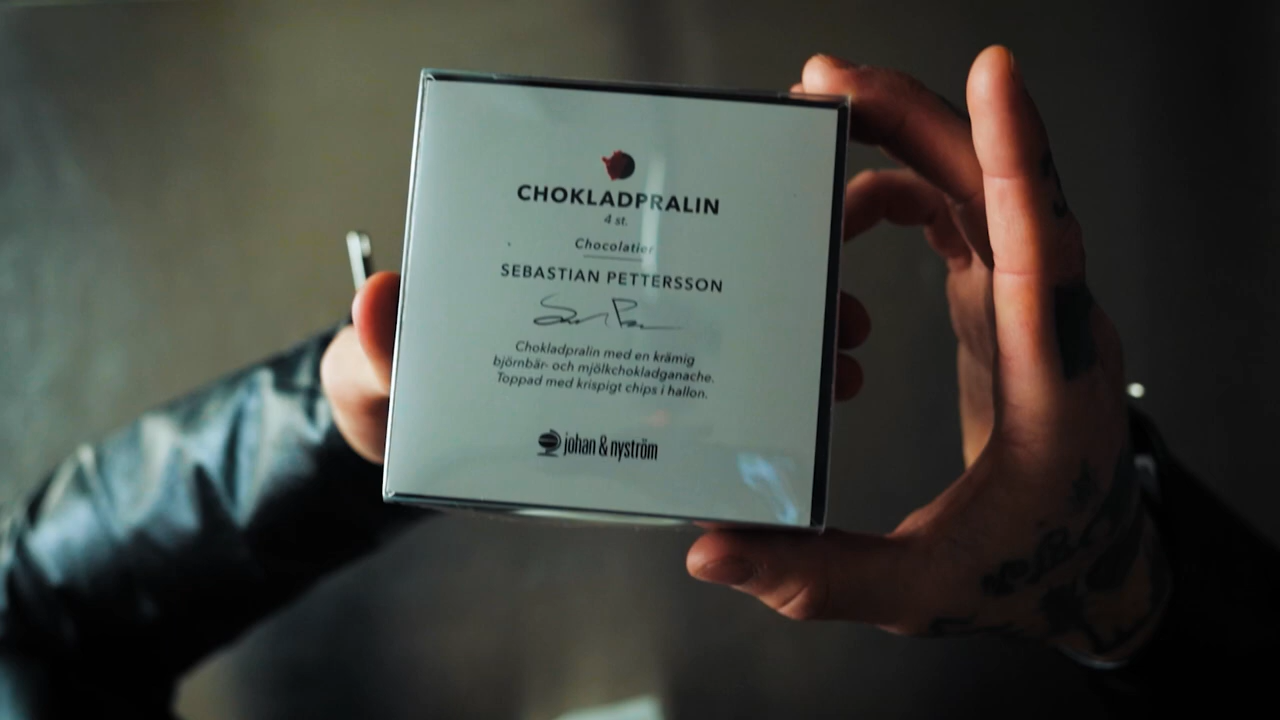 CHOKLADPRALIN
4 st.
Chocolatier
SEBASTIAN PETTERSSON
Chokladpralin med en krämig
björnbär- och mjölkchokladganache.
Toppad med krispigt chips i hallon.
johan & nyström